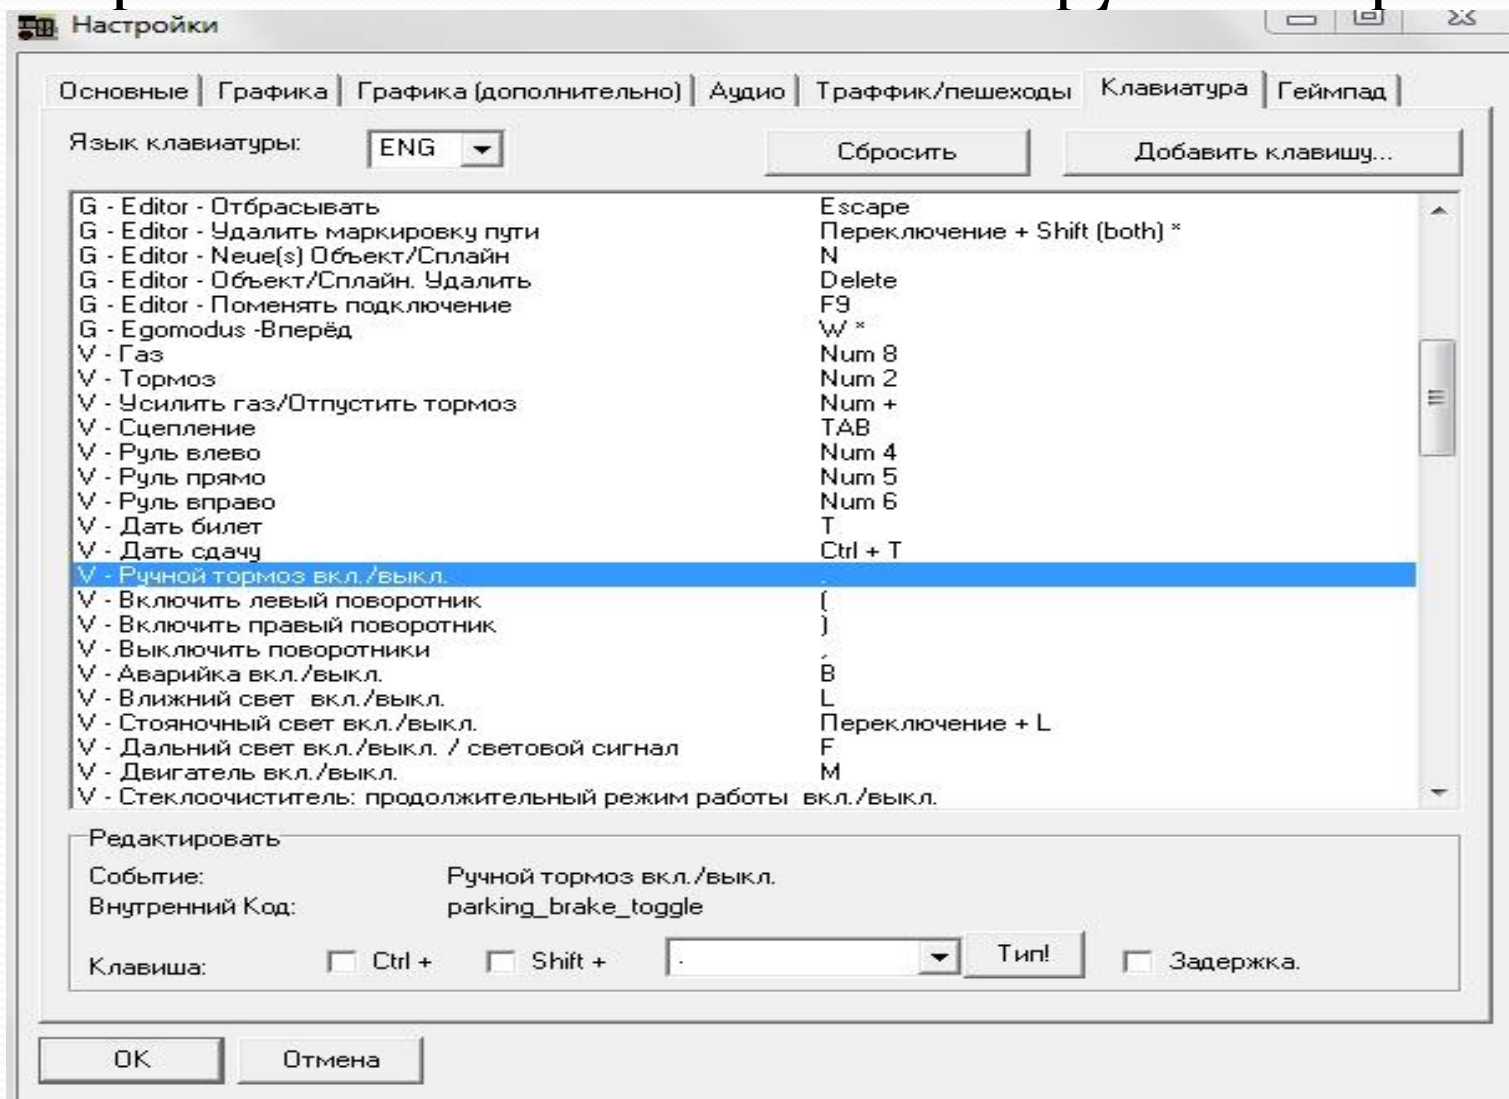 Настройки
Основные Графика Графика (дополнительно) Аудио Траффик/пешеходы Клавиатура Геймпад
Язык клавиатуры: ENG Сбросить Добавить клавишу...
G - Editor - Отбрасывать Escape
G - Editor - Удалить маркировку пути Переключение + Shift (both) *
G - Editor - Neue(s) Объект/Сплайн N
G - Editor - Объект/Сплайн. Удалить Delete
G - Editor - Поменять подключение F9
G - Egomodus -Вперёд W *
V - Газ Num 8
V - Тормоз Num 2
V - Усилить газ/Отпустить тормоз Num +
V - Сцепление TAB
V - Руль влево Num 4
V - Руль прямо Num 5
V - Руль вправо Num 6
V - Дать билет T
V - Дать сдачу Ctrl + T
V - Ручной тормоз вкл./выкл. .
V - Включить левый поворотник (
V - Включить правый поворотник )
V - Выключить поворотники ,
V - Аварийка вкл./выкл. B
V - Влижний свет вкл./выкл. L
V - Стояночный свет вкл./выкл. Переключение + L
V - Дальний свет вкл./выкл. / световой сигнал F
V - Двигатель вкл./выкл. M
V - Стеклоочиститель: продолжительный режим работы вкл./выкл.
Редактировать
Событие: Ручной тормоз вкл./выкл.
Внутренний Код: parking_brake_toggle
Клавиша: Ctrl + Shift + . Тип! Задержка.
OK Отмена